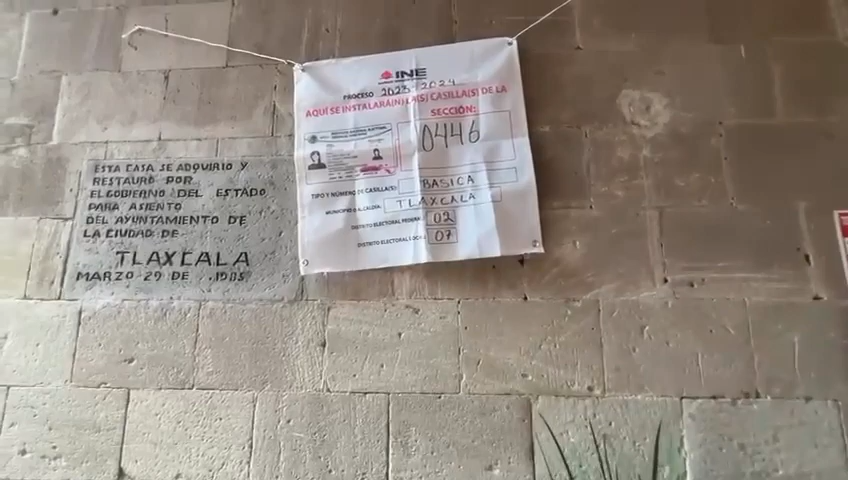 ESTA CASA SE ADQUIRIO Y
RESTAURO POR
EL GOBIERNO DEL ESTADO
PARA ASIENTO
DEL AYUNTAMIENTO DE
LA CIUDAD DE
TLAXCALA
MARZO 29 DE 1985
INE
PROCESO 2023-2024
AQUÍ SE INSTALARÁ(N) LA(S) CASILLA(S) DE LA
SECCIÓN:
0446
TIPO Y NÚMERO DE CASILLA(S): BASICA
MUNICIPIO O ALCALDÍA: TLAXCALA
DISTRITO ELECTORAL FEDERAL: 02
DISTRITO ELECTORAL LOCAL: 07